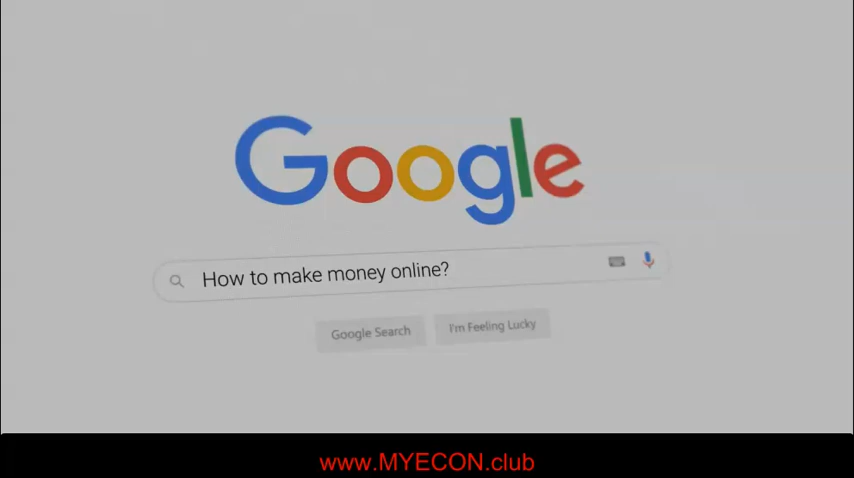 Google
How to make money online?
Google Search
I'm Feeling Lucky
www.MYECON.club